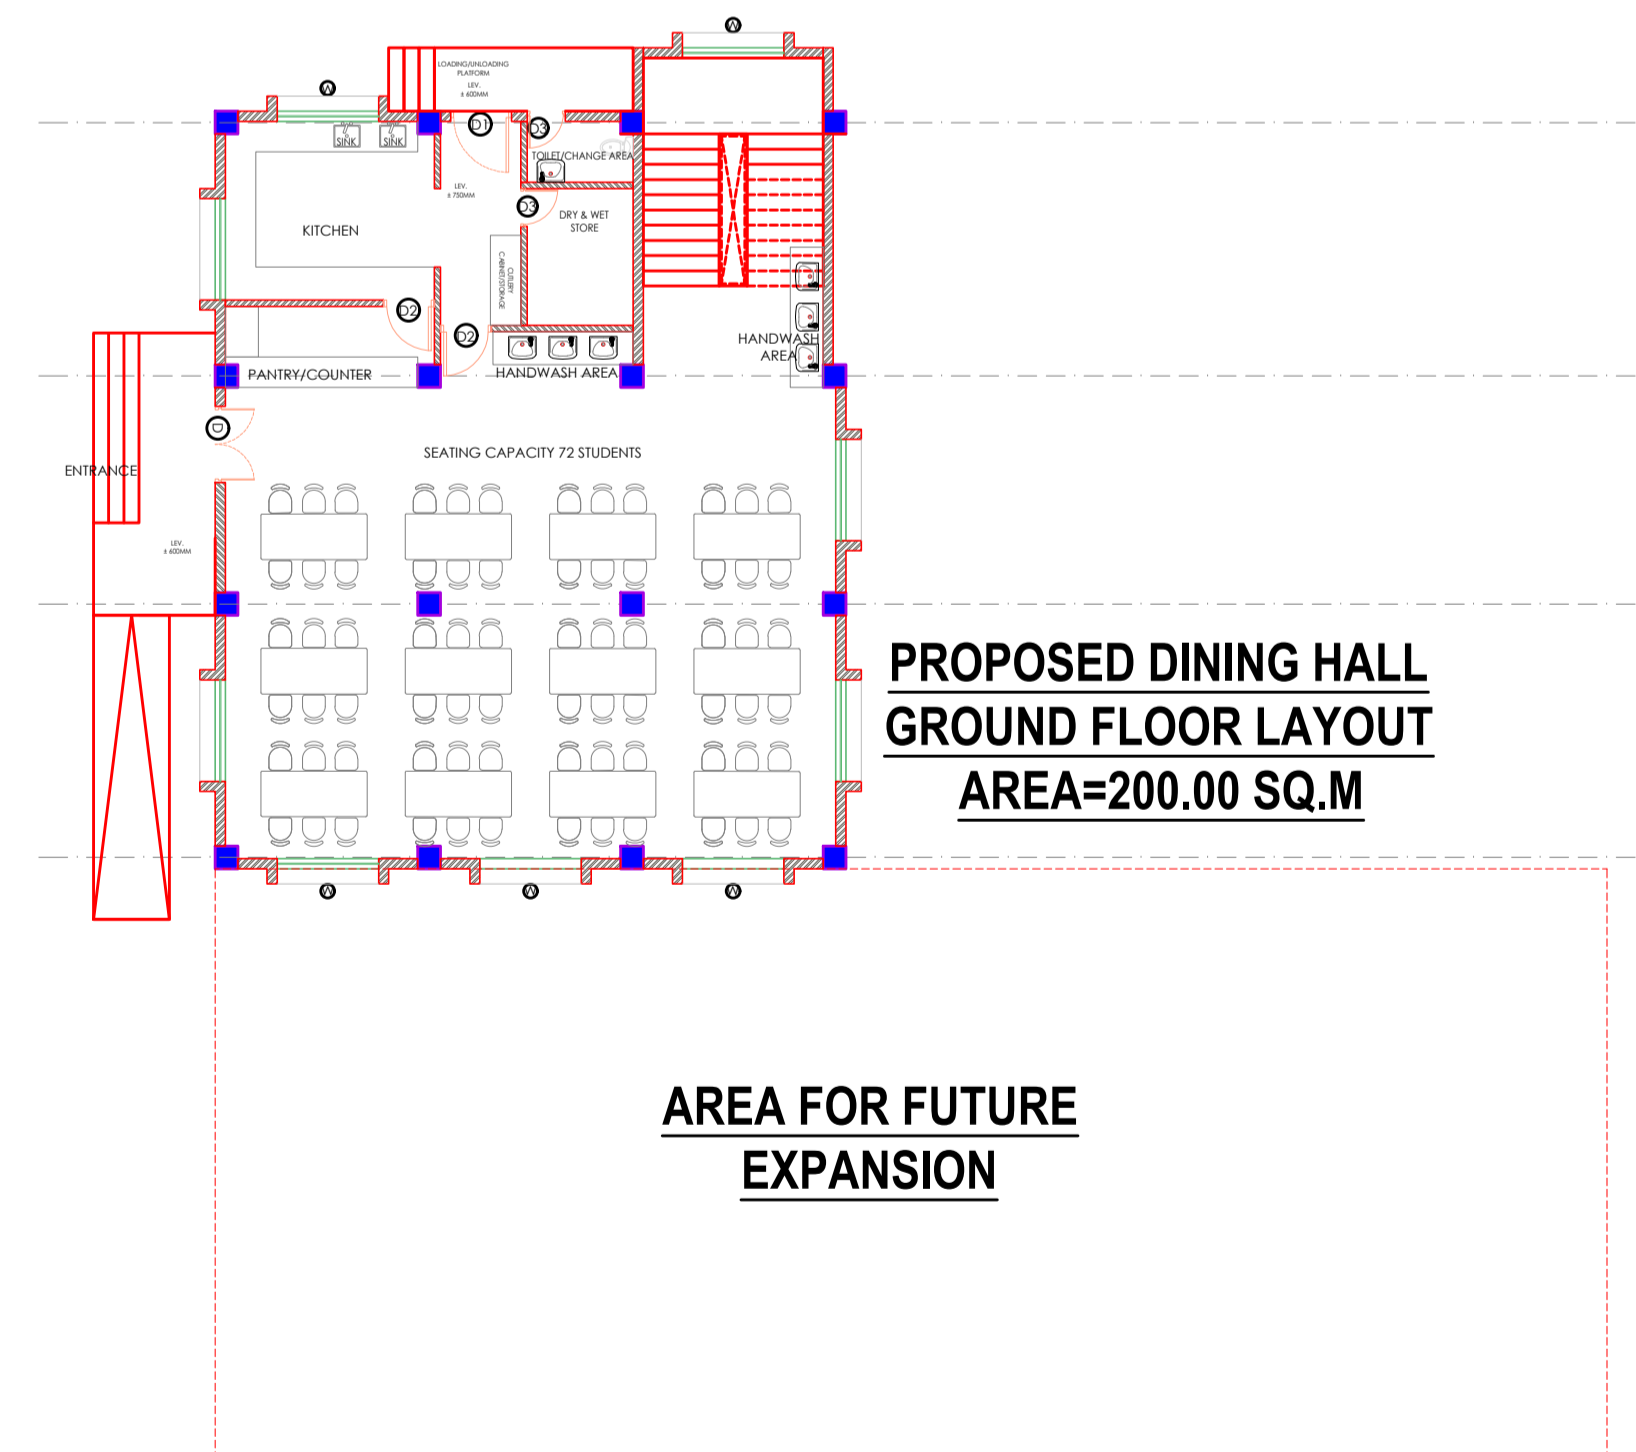 W
LOADING/UNLOADING
PLATFORM
LEV.
± 600MM
W
D1
D3
SINK
SINK
TOILET/CHANGE AREA
LEV.
± 750MM
D3
DRY & WET
STORE
KITCHEN
CUTLERY
CABINET/STORAGE
D2
D2
HANDWASH
AREA
PANTRY/COUNTER
HANDWASH AREA
D
SEATING CAPACITY 72 STUDENTS
ENTRANCE
LEV.
± 600MM
PROPOSED DINING HALL
GROUND FLOOR LAYOUT
AREA=200.00 SQ.M
W
W
W
AREA FOR FUTURE
EXPANSION